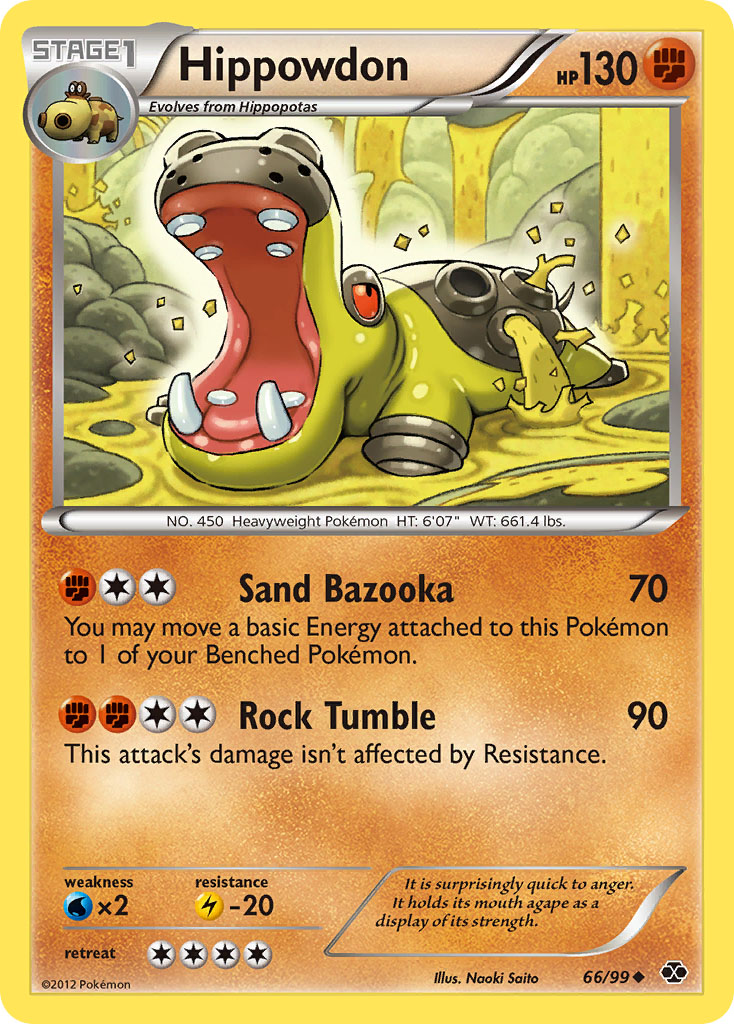 STAGE1
Hippowdon
HP130
Evolves from Hippopotas
NO. 450 Heavyweight Pokémon HT: 6'07" WT: 661.4 lbs.
Sand Bazooka 70
You may move a basic Energy attached to this Pokémon
to 1 of your Benched Pokémon.
Rock Tumble 90
This attack's damage isn't affected by Resistance.
weakness
×2
resistance
-20
retreat
It is surprisingly quick to anger.
It holds its mouth agape as a
display of its strength.
©2012 Pokémon
Illus. Naoki Saito
66/99